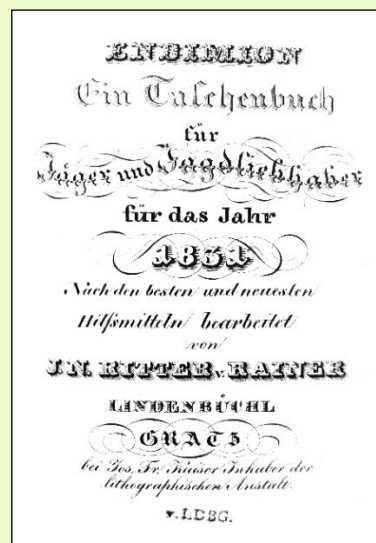 ENDIMION
Ein Taschenbuch
für
Jäger und Jagdliebhaber
für das Jahr
1831
Nach den besten und neuesten
Hilfsmitteln bearbeitet
von
J.N. RITTER v. RAINER
LINDENBÜCHL
GRATZ
bei Jos. Fr. Kaiser Inhaber der
lithographischen Anstalt.